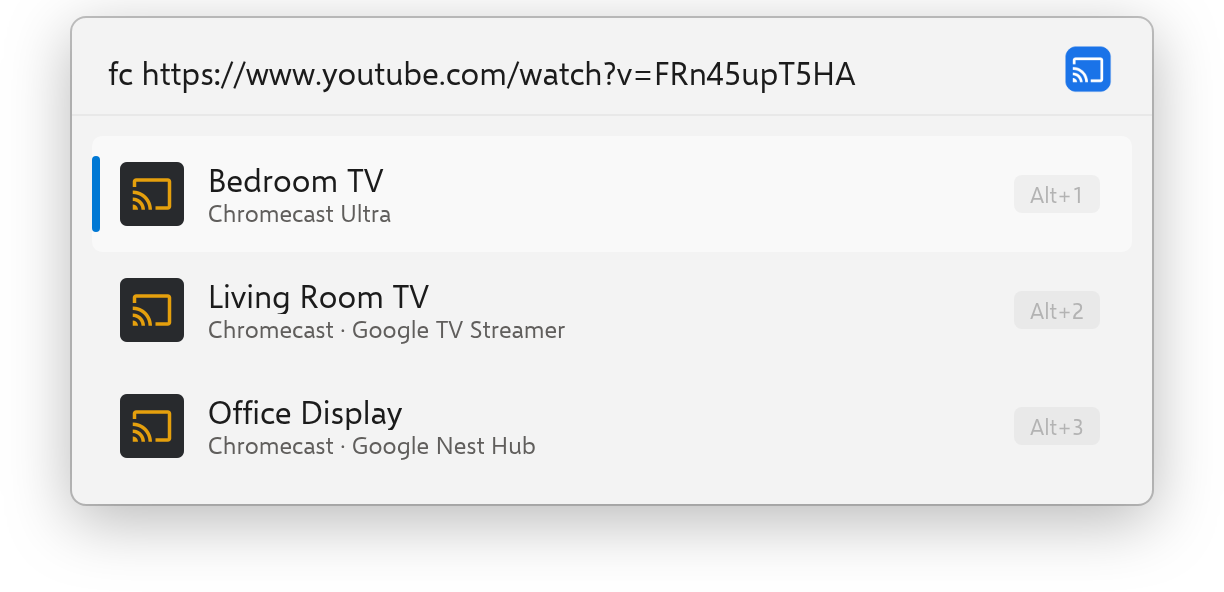 fc https://www.youtube.com/watch?v=FRn45upT5HA
Bedroom TV
Chromecast Ultra
Alt+1
Living Room TV
Chromecast · Google TV Streamer
Alt+2
Office Display
Chromecast · Google Nest Hub
Alt+3